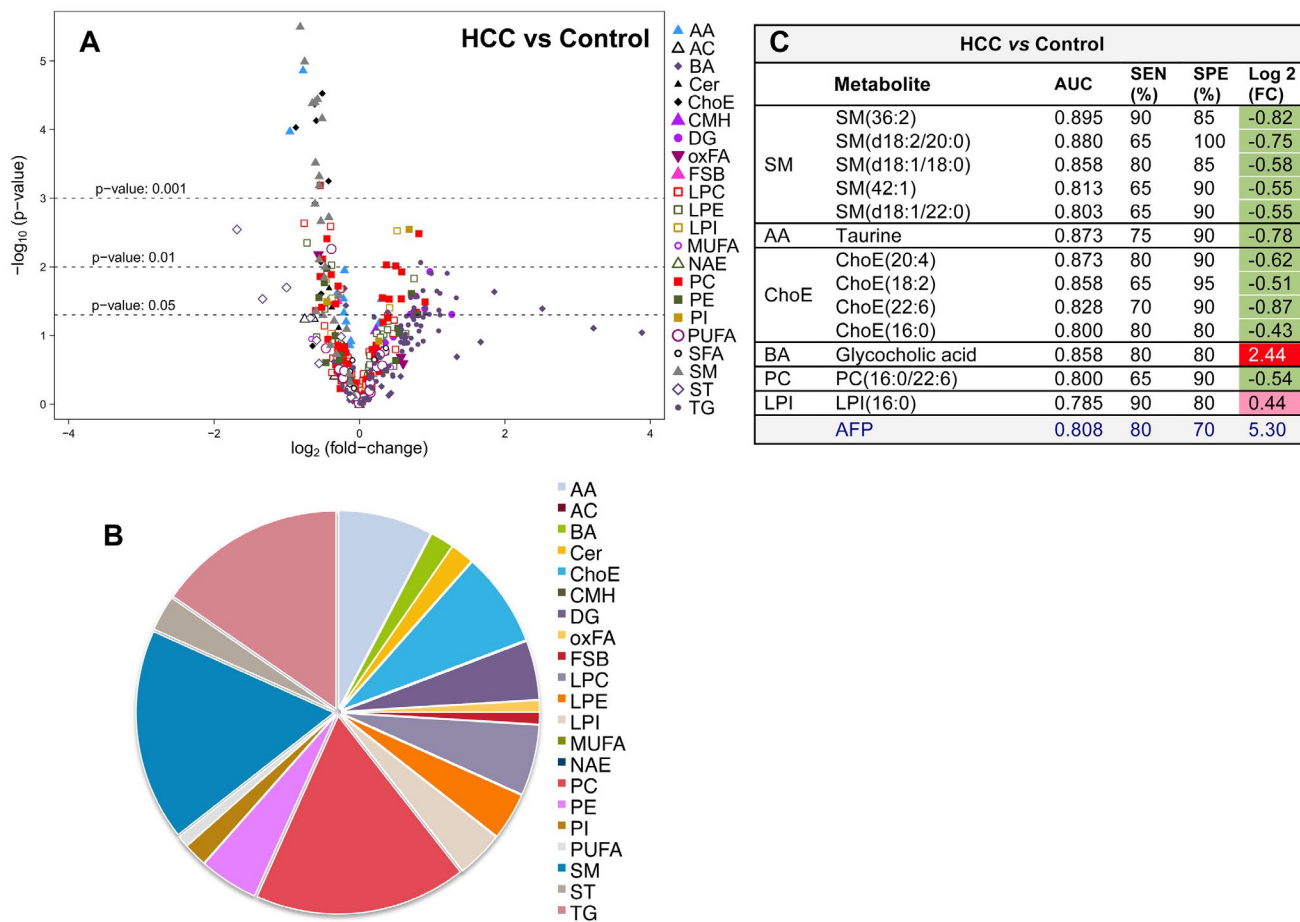 A
HCC vs Control
−log10 (p−value)
5
4
3
2
1
0
p−value: 0.001
p−value: 0.01
p−value: 0.05
−4
−2
0
2
4
log2 (fold−change)
AA
AC
BA
Cer
ChoE
CMH
DG
oxFA
FSB
LPC
LPE
LPI
MUFA
NAE
PC
PE
PI
PUFA
SFA
SM
ST
TG
C HCC vs Control
Metabolite AUC SEN (%) SPE (%) Log 2 (FC)
SM
SM(36:2) 0.895 90 85 -0.82
SM(d18:2/20:0) 0.880 65 100 -0.75
SM(d18:1/18:0) 0.858 80 85 -0.58
SM(42:1) 0.813 65 90 -0.55
SM(d18:1/22:0) 0.803 65 90 -0.55
AA Taurine 0.873 75 90 -0.78
ChoE
ChoE(20:4) 0.873 80 90 -0.62
ChoE(18:2) 0.858 65 95 -0.51
ChoE(22:6) 0.828 70 90 -0.87
ChoE(16:0) 0.800 80 80 -0.43
BA Glycocholic acid 0.858 80 80 2.44
PC PC(16:0/22:6) 0.800 65 90 -0.54
LPI LPI(16:0) 0.785 90 80 0.44
AFP 0.808 80 70 5.30
B
AA
AC
BA
Cer
ChoE
CMH
DG
oxFA
FSB
LPC
LPE
LPI
MUFA
NAE
PC
PE
PI
PUFA
SM
ST
TG